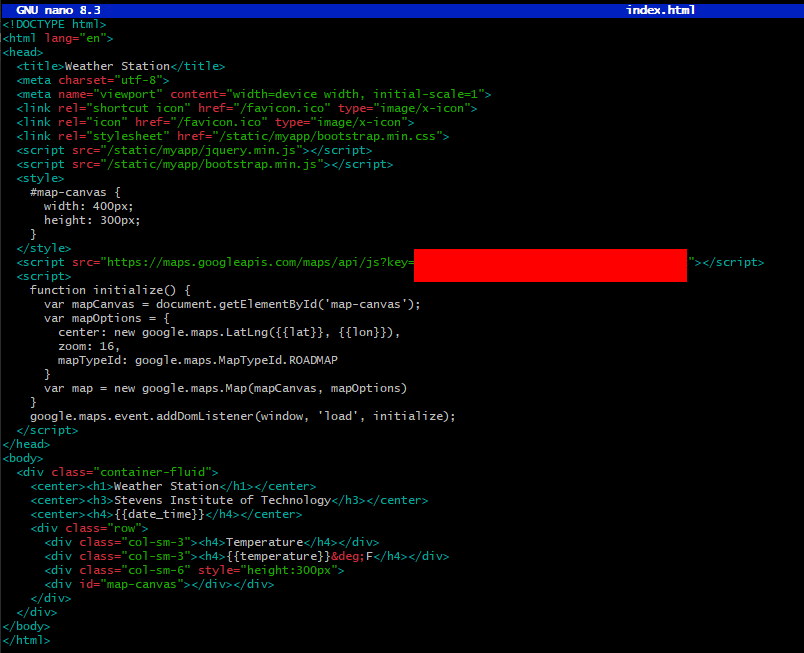 GNU nano 8.3 index.html
<!DOCTYPE html>
<html lang="en">
<head>
  <title>Weather Station</title>
  <meta charset="utf-8">
  <meta name="viewport" content="width=device width, initial-scale=1">
  <link rel="shortcut icon" href="/favicon.ico" type="image/x-icon">
  <link rel="icon" href="/favicon.ico" type="image/x-icon">
  <link rel="stylesheet" href="/static/myapp/bootstrap.min.css">
  <script src="/static/myapp/jquery.min.js"></script>
  <script src="/static/myapp/bootstrap.min.js"></script>
  <style>
    #map-canvas {
      width: 400px;
      height: 300px;
    }
  </style>
  <script src="https://maps.googleapis.com/maps/api/js?key="></script>
  <script>
    function initialize() {
      var mapCanvas = document.getElementById('map-canvas');
      var mapOptions = {
        center: new google.maps.LatLng({{lat}}, {{lon}}),
        zoom: 16,
        mapTypeId: google.maps.MapTypeId.ROADMAP
      }
      var map = new google.maps.Map(mapCanvas, mapOptions)
    }
    google.maps.event.addDomListener(window, 'load', initialize);
  </script>
</head>
<body>
  <div class="container-fluid">
    <center><h1>Weather Station</h1></center>
    <center><h3>Stevens Institute of Technology</h3></center>
    <center><h4>{{date_time}}</h4></center>
    <div class="row">
      <div class="col-sm-3"><h4>Temperature</h4></div>
      <div class="col-sm-3"><h4>{{temperature}}&deg;F</h4></div>
      <div class="col-sm-6" style="height:300px">
      <div id="map-canvas"></div></div>
    </div>
  </div>
</body>
</html>